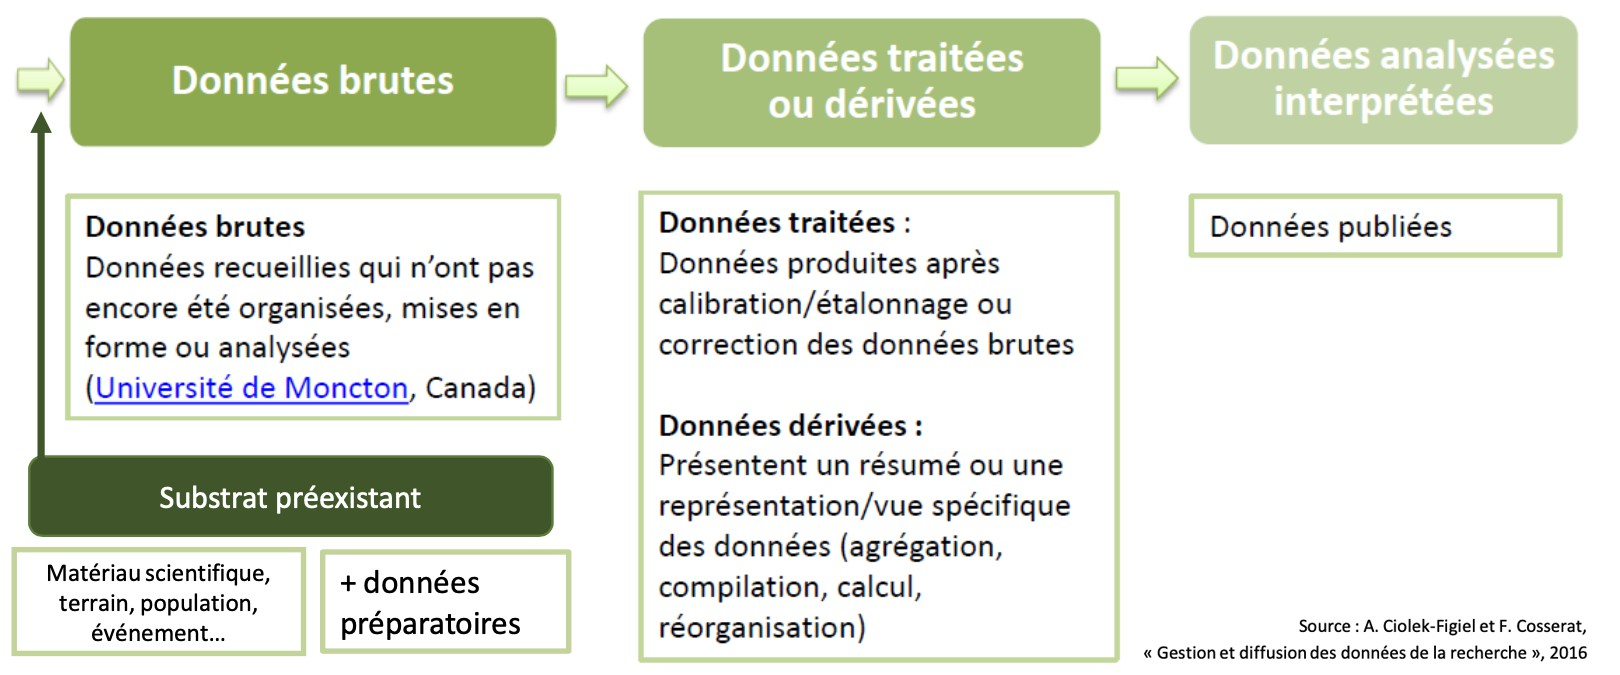 Données brutes
Données traitées
ou dérivées
Données analysées
interprétées
Données brutes
Données recueillies qui n’ont pas
encore été organisées, mises en
forme ou analysées
(Université de Moncton, Canada)
Substrat préexistant
Matériau scientifique,
terrain, population,
événement…
+ données
préparatoires
Données traitées :
Données produites après
calibration/étalonnage ou
correction des données brutes
Données dérivées :
Présentent un résumé ou une
représentation/vue spécifique
des données (agrégation,
compilation, calcul,
réorganisation)
Données publiées
Source : A. Ciolek-Figiel et F. Cosserat,
« Gestion et diffusion des données de la recherche », 2016